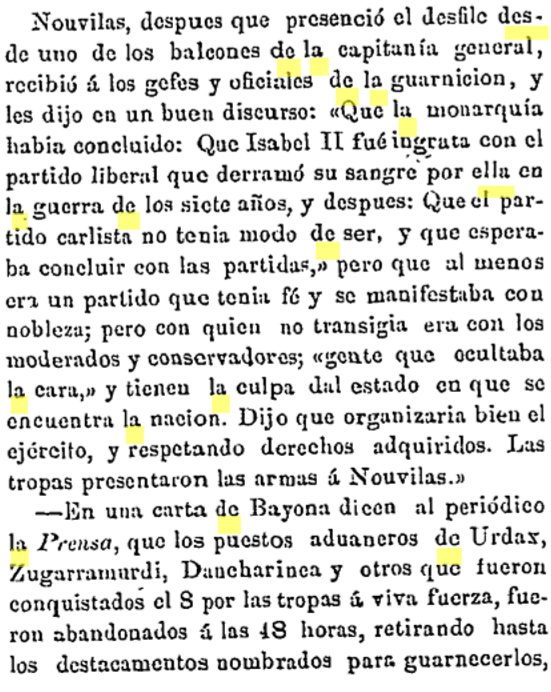 Nouvilas, despues que presenció el desfile des-
de uno de los balcones de la capitanía general,
recibió á los gefes y oficiales de la guarnicion, y
les dijo en un buen discurso: «Que la monarquía
habia concluido: Que Isabel II fué ingrata con el
partido liberal que derramó su sangre por ella en
la guerra de los siete años, y despues: Que el par-
tido carlista no tenia modo de ser, y que espera-
ba concluir con las partidas,» pero que al menos
era un partido que tenia fé y se manifestaba con
nobleza; pero con quien no transigia era con los
moderados y conservadores; «gente que ocultaba
la cara,» y tienen la culpa dal estado en que se
encuentra la nacion. Dijo que organizaria bien el
ejército, y respetando derechos adquiridos. Las
tropas presentaron las armas á Nouvilas.»
—En una carta de Bayona dicen al periódico
la Prensa, que los puestos aduaneros de Urdax,
Zugarramurdi, Dancharinea y otros que fueron
conquistados el 8 por las tropas á viva fuerza, fue-
ron abandonados á las 48 horas, retirando hasta
los destacamentos nombrados para guarnecerlos,